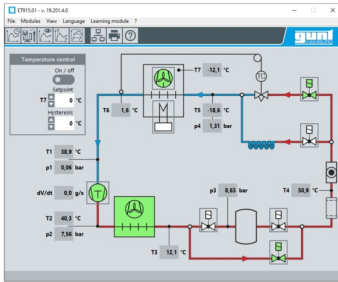 ET915.01 - v. 19.201-4.0
File Modules View Language Learning module ?
gunt
Temperature control
On / off
Setpoint
T7 0 °C
Hysteresis
0 °C
T7 -12,1 °C
TC
T6 1,6 °C
T5 -18,6 °C
p4 1,31 bar
M
T1 38,9 °C
p1 0,06 bar
dV/dt 0,0 g/s
T2 40,3 °C
p2 7,56 bar
p3 8,63 bar
T4 50,9 °C
T3 12,1 °C